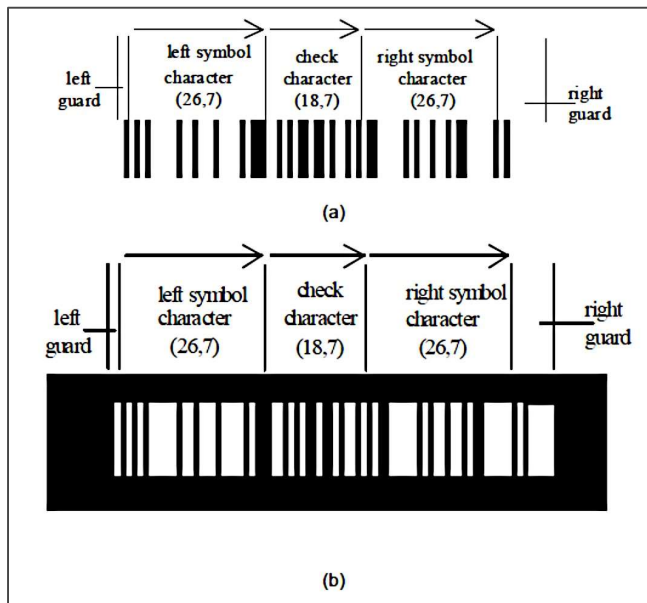 left symbol
character
(26,7)
check
character
(18,7)
right symbol
character
(26,7)
left
guard
right
guard
(a)
left symbol
character
(26,7)
check
character
(18,7)
right symbol
character
(26,7)
left
guard
right
guard
(b)